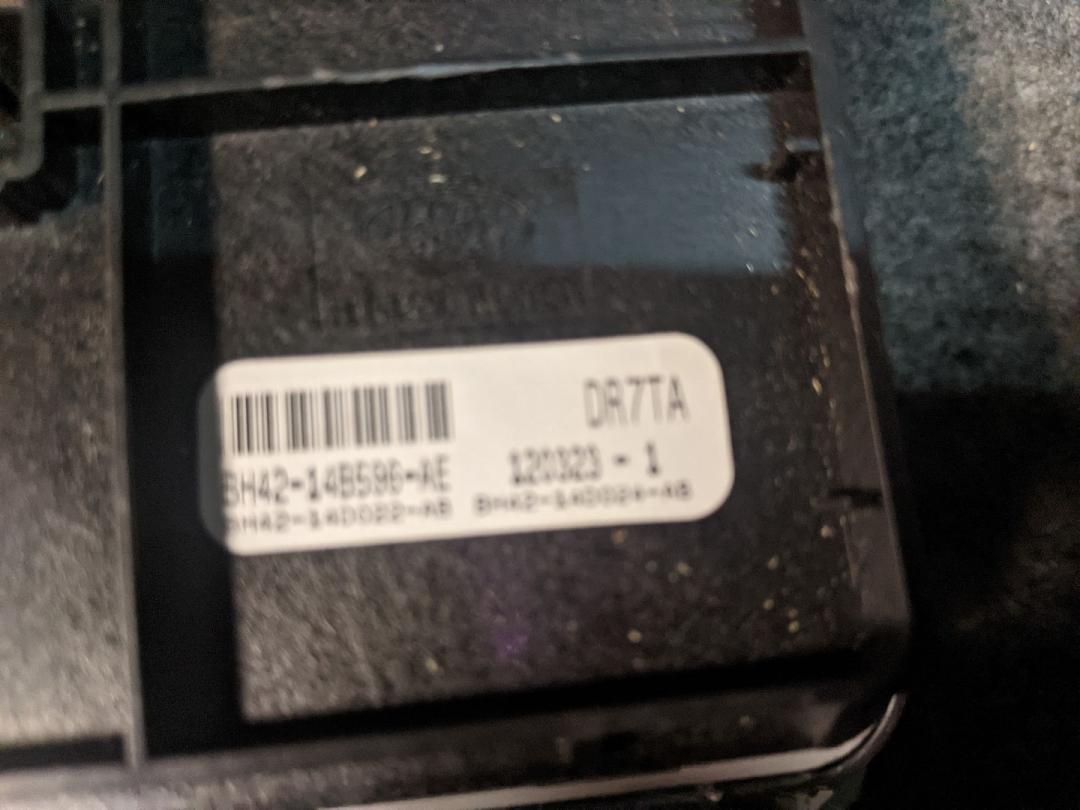 DR7TA
BH42-14B596-AE
120323 - 1
BH42-14D022-AB
BH42-14D024-AB